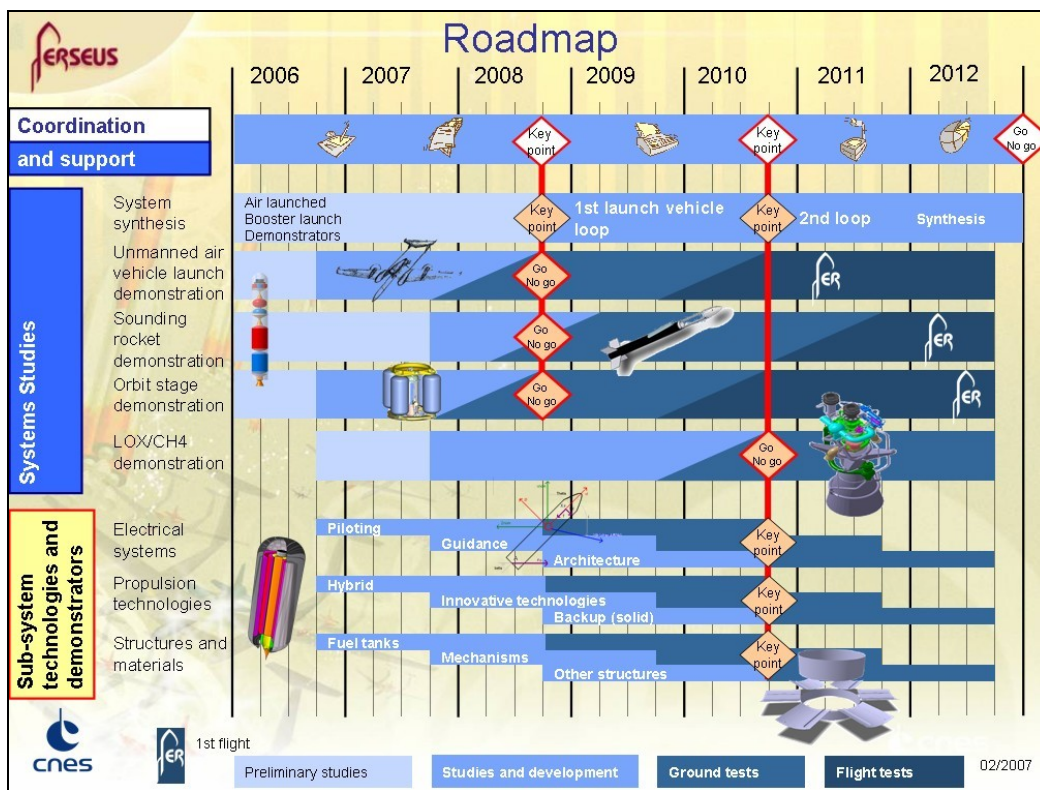 PERSEUS
Roadmap
2006 2007 2008 2009 2010 2011 2012
Coordination
and support
Key
point
Key
point
Go
No go
Systems Studies
System
synthesis
Air launched
Booster launch
Demonstrators
Key
point
1st launch vehicle
loop
Key
point
2nd loop
Synthesis
Unmanned air
vehicle launch
demonstration
Go
No go
Sounding
rocket
demonstration
Go
No go
Orbit stage
demonstration
Go
No go
LOX/CH4
demonstration
Go
No go
Sub-system
technologies and
demonstrators
Electrical
systems
Piloting
Guidance
Architecture
Key
point
Propulsion
technologies
Hybrid
Innovative technologies
Backup (solid)
Key
point
Structures and
materials
Fuel tanks
Mechanisms
Other structures
Key
point
cnes
1st flight
Preliminary studies
Studies and development
Ground tests
Flight tests
02/2007